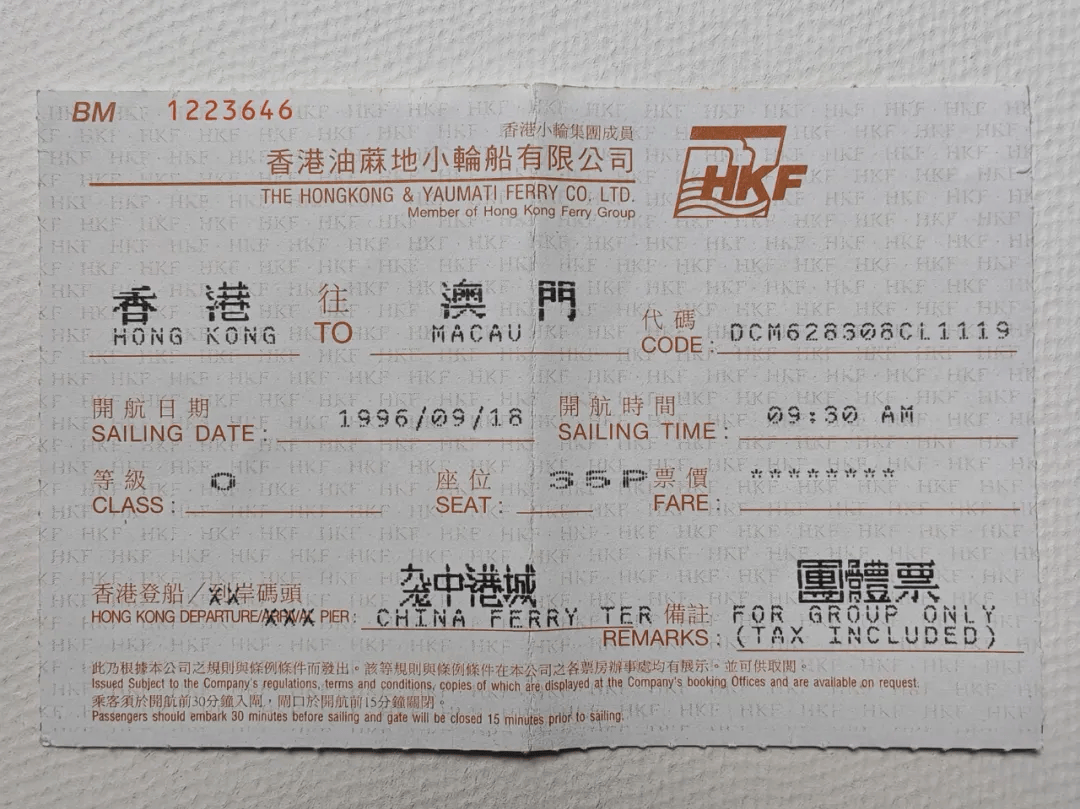 BM 1223646
香港小輪集團成員
香港油蔴地小輪船有限公司
THE HONGKONG & YAUMATI FERRY CO. LTD.
Member of Hong Kong Ferry Group
HKF
香港 往 澳門
HONG KONG TO MACAU
代碼
CODE: DCM628308CL1119
開航日期
SAILING DATE: 1996/09/18
開航時間
SAILING TIME: 09:30 AM
等級
CLASS: O
座位
SEAT: 35P
票價
FARE: ********
香港登船/到岸碼頭 中港城
HONG KONG DEPARTURE/ARRIVAL PIER: CHINA FERRY TER
備註 團體票
REMARKS: FOR GROUP ONLY
(TAX INCLUDED)
此乃根據本公司之規則與條例條件而發出。該等規則與條例條件在本公司之各票房辦事處均有展示。並可供取閱。
Issued Subject to the Company's regulations, terms and conditions, copies of which are displayed at the Company's booking Offices and are available on request.
乘客須於開航前30分鐘入閘，閘口於開航前15分鐘關閉。
Passengers should embark 30 minutes before sailing and gate will be closed 15 minutes prior to sailing.